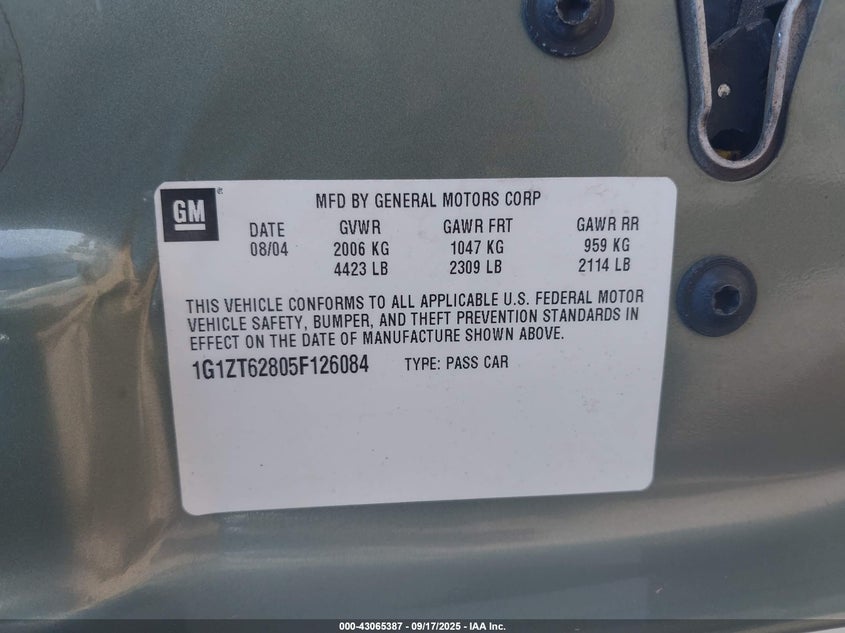 GM
MFD BY GENERAL MOTORS CORP
DATE GVWR GAWR FRT GAWR RR
08/04 2006 KG 1047 KG 959 KG
4423 LB 2309 LB 2114 LB
THIS VEHICLE CONFORMS TO ALL APPLICABLE U.S. FEDERAL MOTOR
VEHICLE SAFETY, BUMPER, AND THEFT PREVENTION STANDARDS IN
EFFECT ON THE DATE OF MANUFACTURE SHOWN ABOVE.
1G1ZT62805F126084 TYPE: PASS CAR
000-43065387 - 09/17/2025 - IAA Inc.